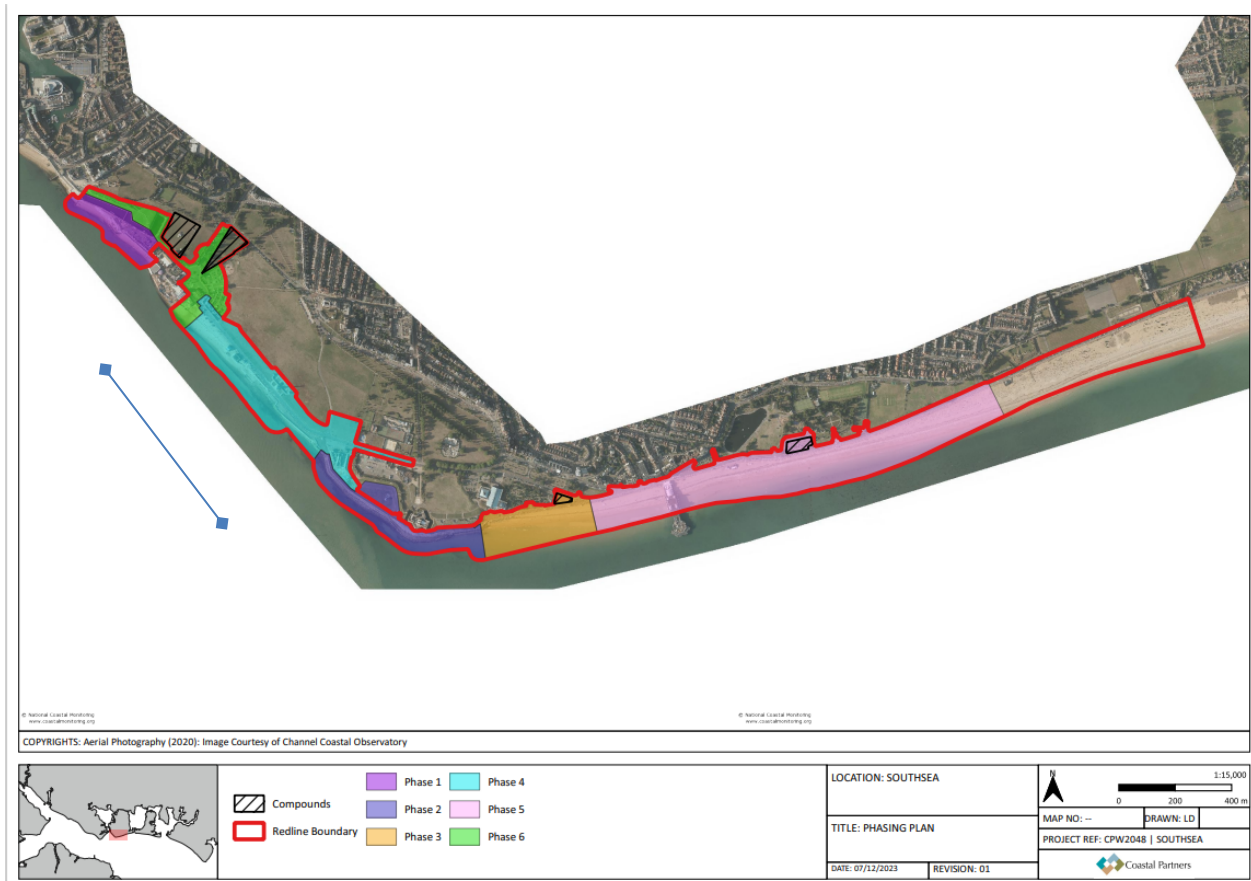 © National Coastal Monitoring
www.coastalmonitoring.org
© National Coastal Monitoring
www.coastalmonitoring.org
COPYRIGHTS: Aerial Photography (2020): Image Courtesy of Channel Coastal Observatory
Compounds
Redline Boundary
Phase 1
Phase 4
Phase 2
Phase 5
Phase 3
Phase 6
LOCATION: SOUTHSEA
TITLE: PHASING PLAN
DATE: 07/12/2023
REVISION: 01
N
1:15,000
0 200 400 m
MAP NO: --
DRAWN: LD
PROJECT REF: CPW2048 | SOUTHSEA
Coastal Partners